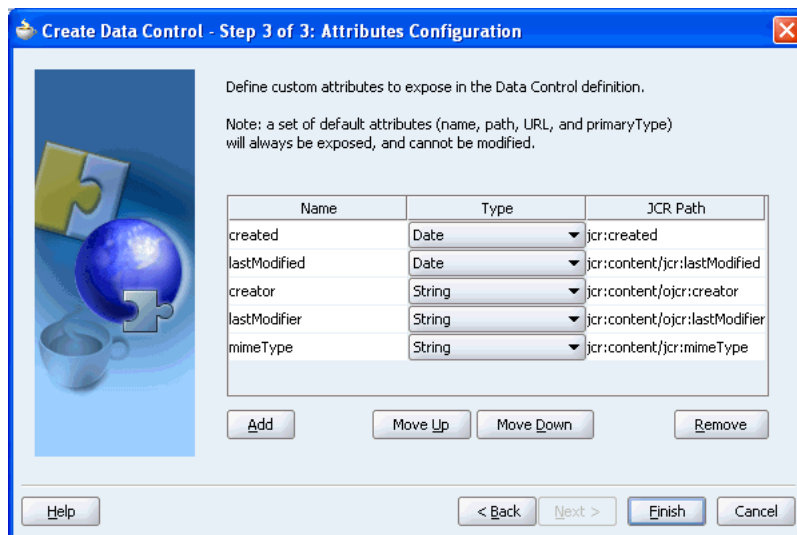 Create Data Control - Step 3 of 3: Attributes Configuration
Define custom attributes to expose in the Data Control definition.
Note: a set of default attributes (name, path, URL, and primaryType)
will always be exposed, and cannot be modified.
Name Type JCR Path
created Date jcr:created
lastModified Date jcr:content/jcr:lastModified
creator String jcr:content/ojcr:creator
lastModifier String jcr:content/ojcr:lastModifier
mimeType String jcr:content/jcr:mimeType
Add Move Up Move Down Remove
Help < Back Next > Finish Cancel